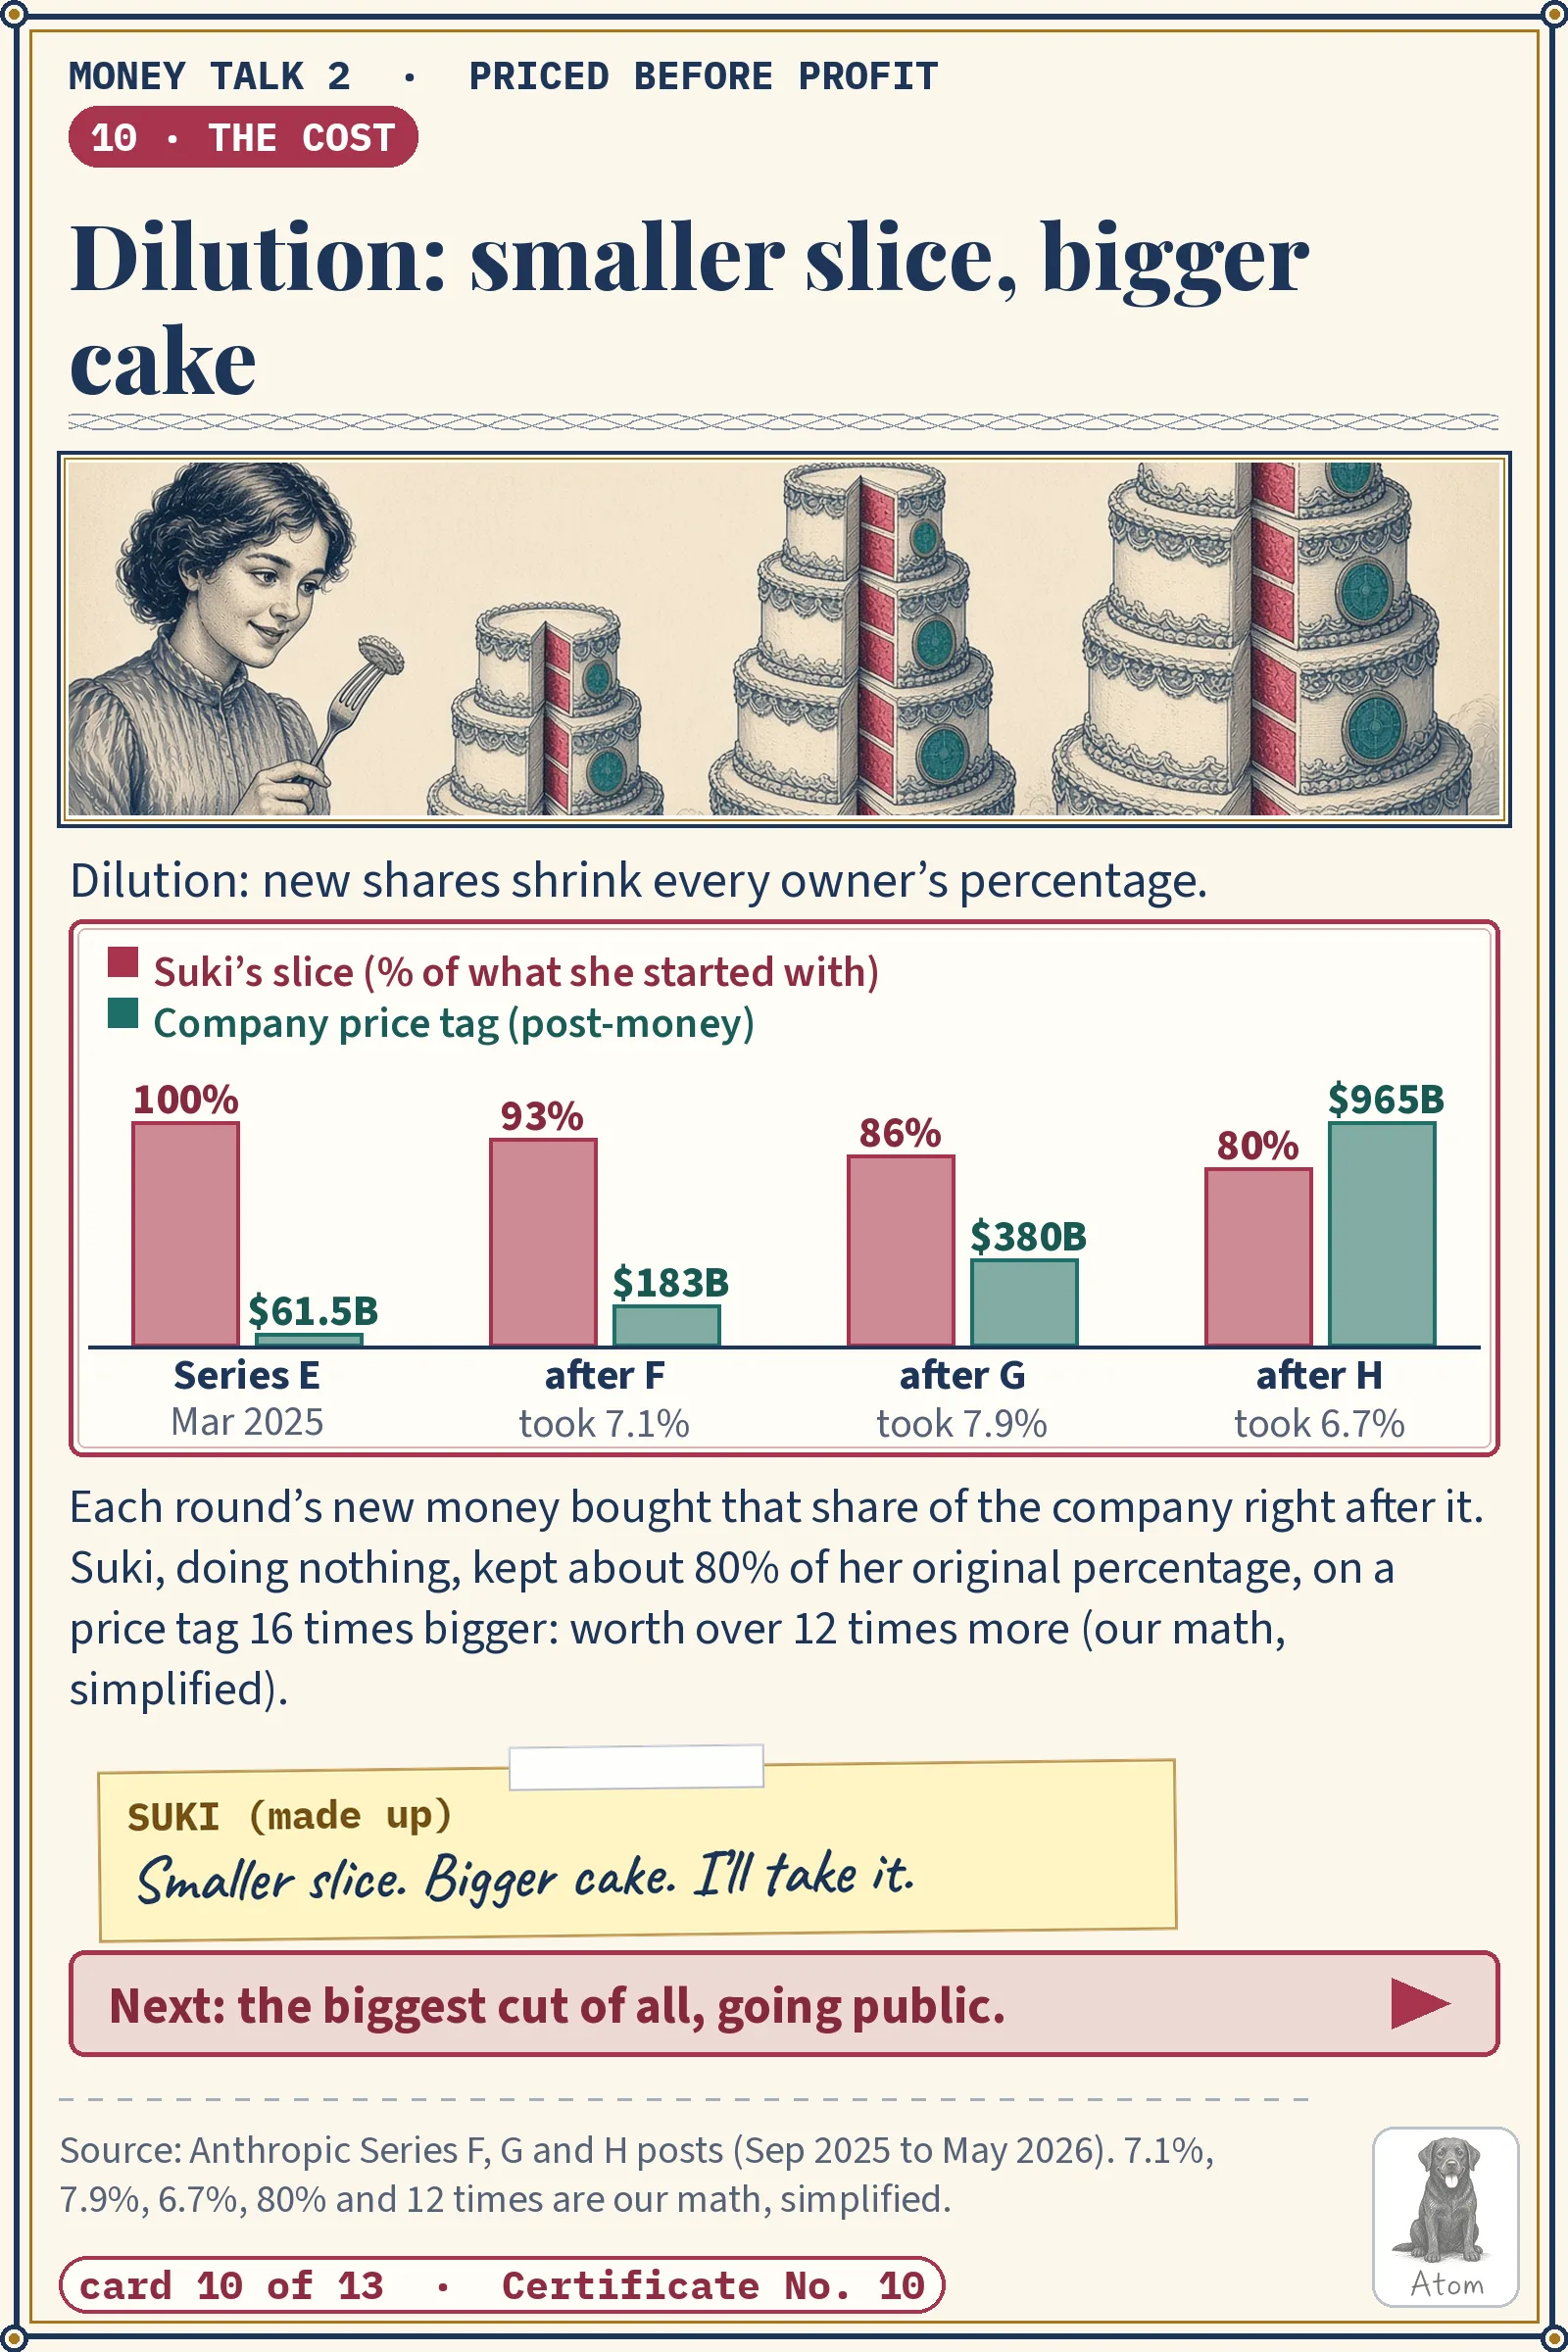 MONEY TALK 2 · PRICED BEFORE PROFIT
10 · THE COST
Dilution: smaller slice, bigger
cake
Dilution: new shares shrink every owner’s percentage.
Suki’s slice (% of what she started with)
Company price tag (post-money)
100%
$61.5B
93%
$183B
86%
$380B
80%
$965B
Series E
Mar 2025
after F
took 7.1%
after G
took 7.9%
after H
took 6.7%
Each round’s new money bought that share of the company right after it.
Suki, doing nothing, kept about 80% of her original percentage, on a
price tag 16 times bigger: worth over 12 times more (our math,
simplified).
SUKI (made up)
Smaller slice. Bigger cake. I’ll take it.
Next: the biggest cut of all, going public.
Source: Anthropic Series F, G and H posts (Sep 2025 to May 2026). 7.1%,
7.9%, 6.7%, 80% and 12 times are our math, simplified.
card 10 of 13 · Certificate No. 10
Atom